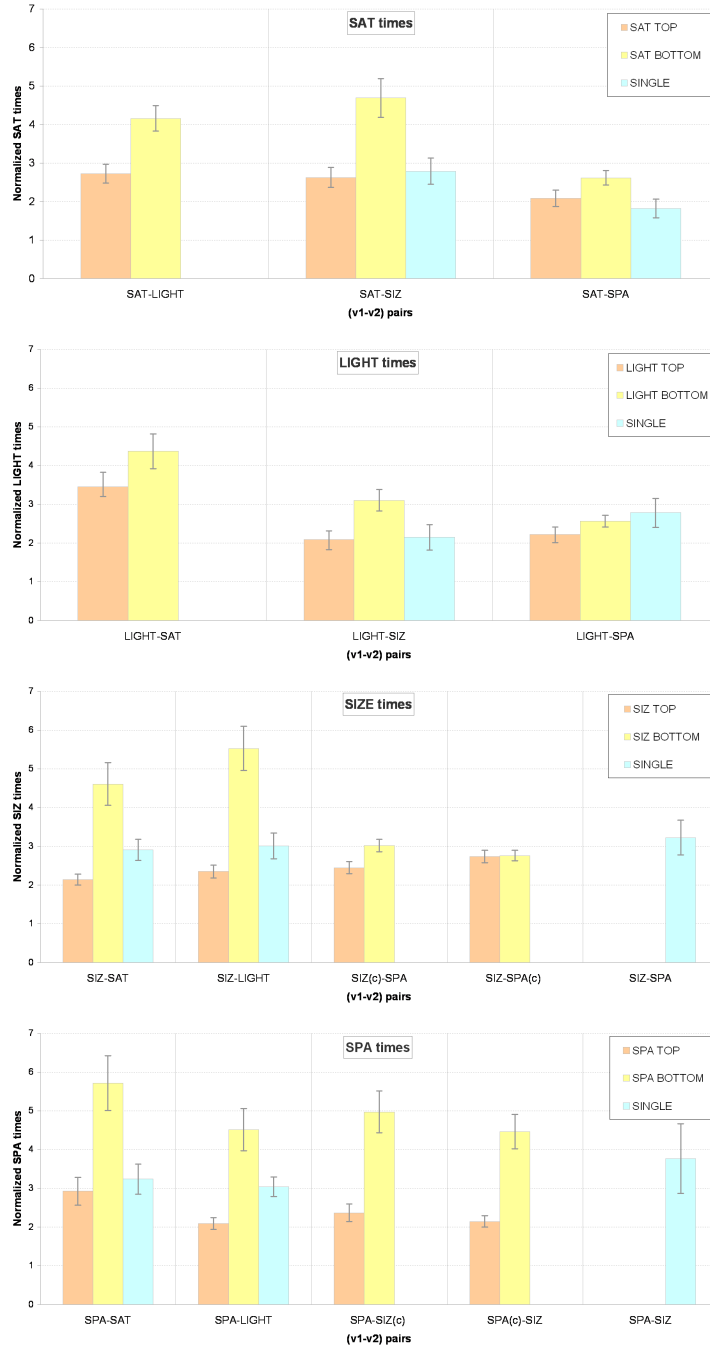 SAT times
SAT TOP
SAT BOTTOM
SINGLE
Normalized SAT times
7
6
5
4
3
2
1
0
SAT-LIGHT SAT-SIZ SAT-SPA
(v1-v2) pairs
LIGHT times
LIGHT TOP
LIGHT BOTTOM
SINGLE
Normalized LIGHT times
7
6
5
4
3
2
1
0
LIGHT-SAT LIGHT-SIZ LIGHT-SPA
(v1-v2) pairs
SIZE times
SIZ TOP
SIZ BOTTOM
SINGLE
Normalized SIZ times
7
6
5
4
3
2
1
0
SIZ-SAT SIZ-LIGHT SIZ(c)-SPA SIZ-SPA(c) SIZ-SPA
(v1-v2) pairs
SPA times
SPA TOP
SPA BOTTOM
SINGLE
Normalized SPA times
7
6
5
4
3
2
1
0
SPA-SAT SPA-LIGHT SPA-SIZ(c) SPA(c)-SIZ SPA-SIZ
(v1-v2) pairs